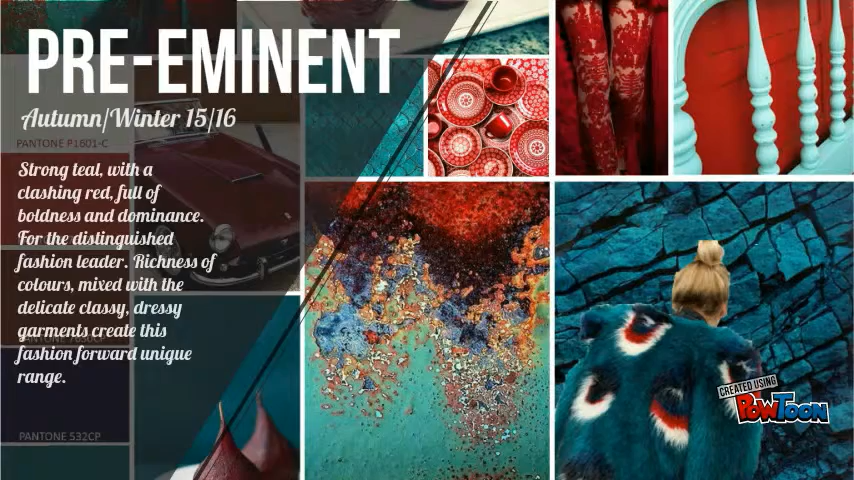 PRE-EMINENT
Autumn/Winter 15/16
PANTONE P1601-C
Strong teal, with a
clashing red, full of
boldness and dominance.
For the distinguished
fashion leader. Richness of
colours, mixed with the
delicate classy, dressy
garments create this
fashion forward unique
range.
PANTONE 532CP
CREATED USING
POWTOON